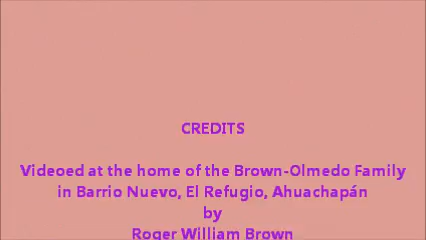 CREDITS
Videoed at the home of the Brown-Olmedo Family
in Barrio Nuevo, El Refugio, Ahuachapán
by
Roger William Brown